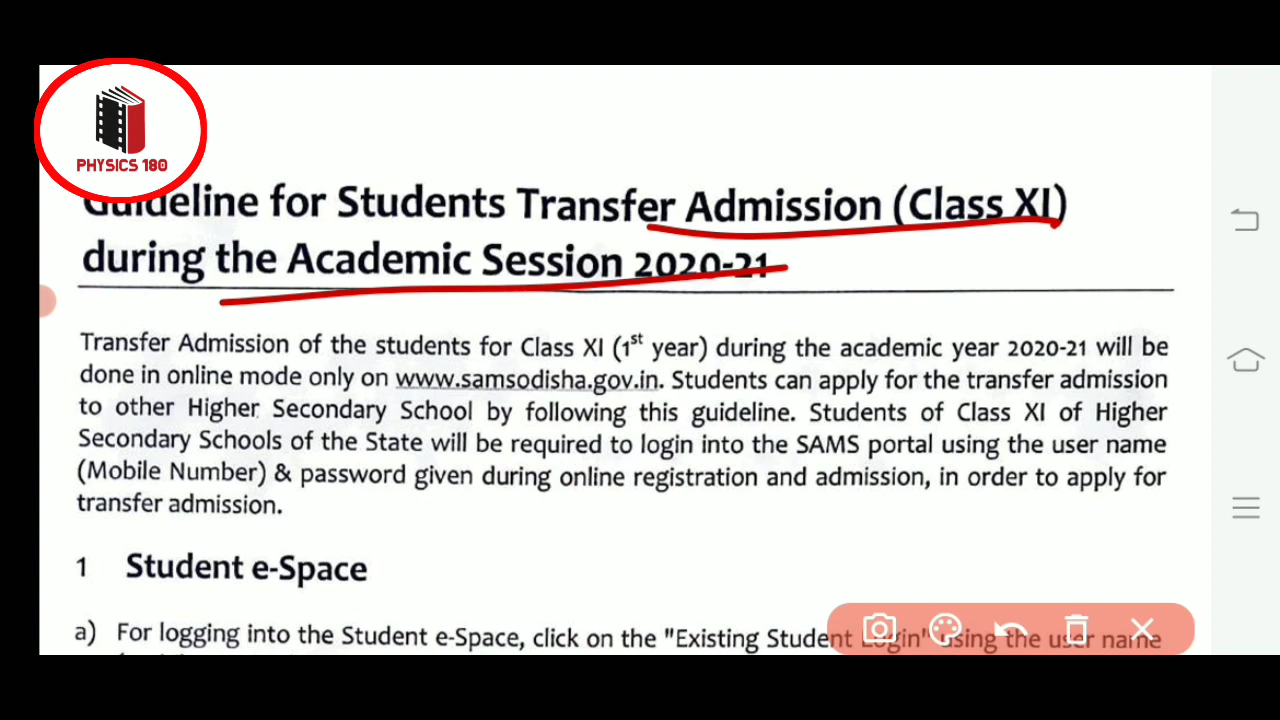 PHYSICS 180
Guideline for Students Transfer Admission (Class XI)
during the Academic Session 2020-21
Transfer Admission of the students for Class XI (1st year) during the academic year 2020-21 will be
done in online mode only on www.samsodisha.gov.in. Students can apply for the transfer admission
to other Higher Secondary School by following this guideline. Students of Class XI of Higher
Secondary Schools of the State will be required to login into the SAMS portal using the user name
(Mobile Number) & password given during online registration and admission, in order to apply for
transfer admission.
1 Student e-Space
a) For logging into the Student e-Space, click on the "Existing Student Login" using the user name